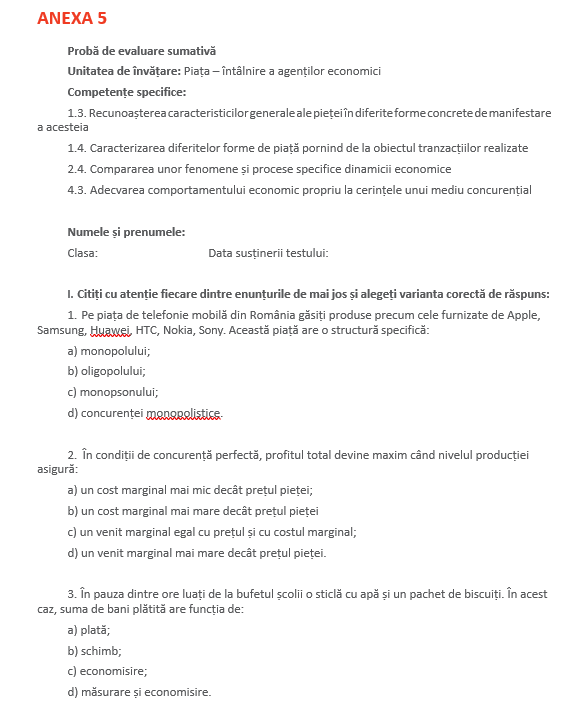 ANEXA 5
Probă de evaluare sumativă
Unitatea de învățare: Piața – întâlnire a agenților economici
Competențe specifice:
1.3. Recunoașterea caracteristicilor generale ale pieței în diferite forme concrete de manifestare
a acesteia
1.4. Caracterizarea diferitelor forme de piață pornind de la obiectul tranzacțiilor realizate
2.4. Compararea unor fenomene și procese specifice dinamicii economice
4.3. Adecvarea comportamentului economic propriu la cerințele unui mediu concurențial
Numele și prenumele:
Clasa: Data susținerii testului:
I. Citiți cu atenție fiecare dintre enunțurile de mai jos și alegeți varianta corectă de răspuns:
1. Pe piața de telefonie mobilă din România găsiți produse precum cele furnizate de Apple,
Samsung, Huawei, HTC, Nokia, Sony. Această piață are o structură specifică:
a) monopolului;
b) oligopolului;
c) monopsonului;
d) concurenței monopolistice.
2. În condiții de concurență perfectă, profitul total devine maxim când nivelul producției
asigură:
a) un cost marginal mai mic decât prețul pieței;
b) un cost marginal mai mare decât prețul pieței
c) un venit marginal egal cu prețul și cu costul marginal;
d) un venit marginal mai mare decât prețul pieței.
3. În pauza dintre ore luați de la bufetul școlii o sticlă cu apă și un pachet de biscuiți. În acest
caz, suma de bani plătită are funcția de:
a) plată;
b) schimb;
c) economisire;
d) măsurare și economisire.